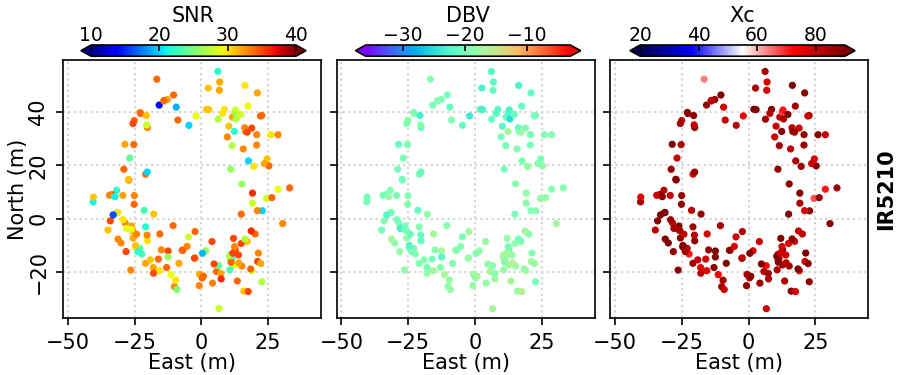 SNR DBV Xc
10 20 30 40 −30 −20 −10 20 40 60 80
North (m)
40
20
0
−20
IR5210
−50 −25 0 25 −50 −25 0 25 −50 −25 0 25
East (m) East (m) East (m)